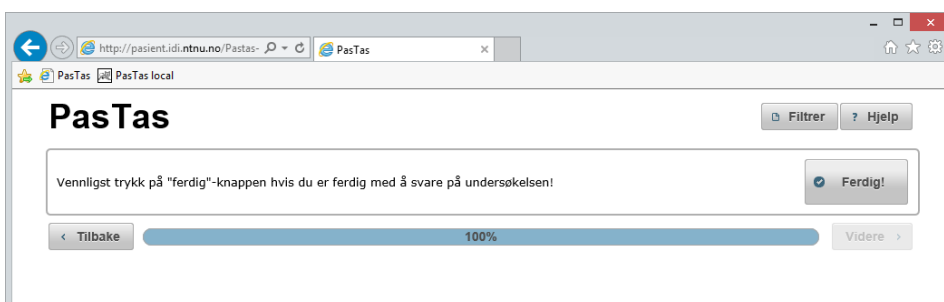 http://pasient.idi.ntnu.no/Pastas-
PasTas
PasTas
PasTas local
PasTas
Filtrer
? Hjelp
Vennligst trykk på "ferdig"-knappen hvis du er ferdig med å svare på undersøkelsen!
Ferdig!
Tilbake
100%
Videre